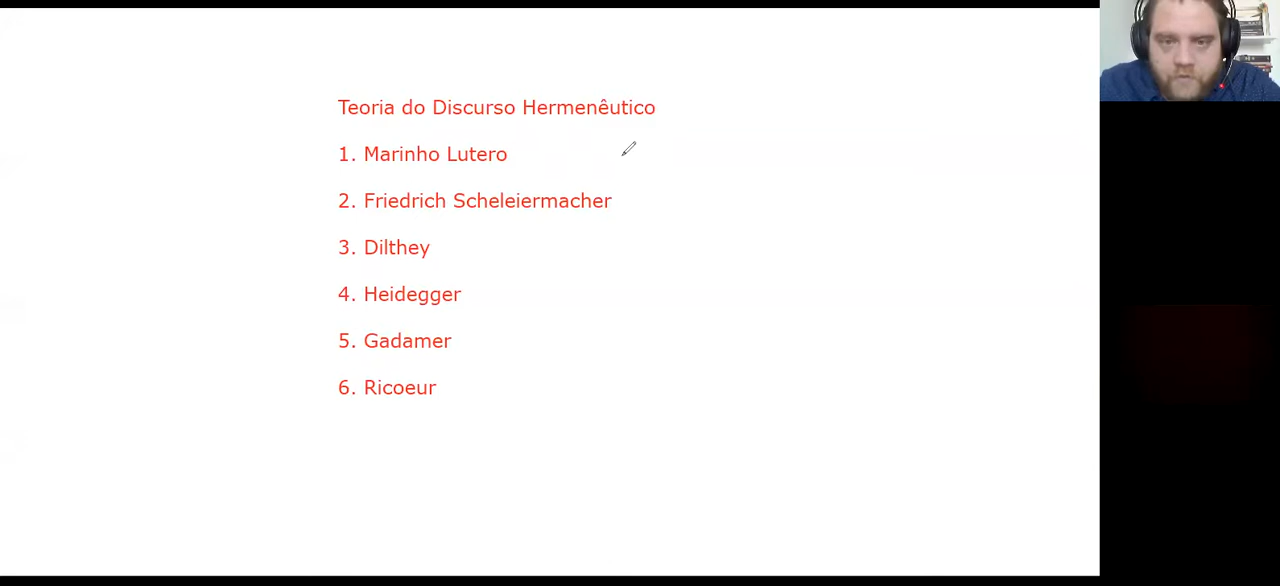 Teoria do Discurso Hermenêutico
1. Marinho Lutero
2. Friedrich Scheleiermacher
3. Dilthey
4. Heidegger
5. Gadamer
6. Ricoeur